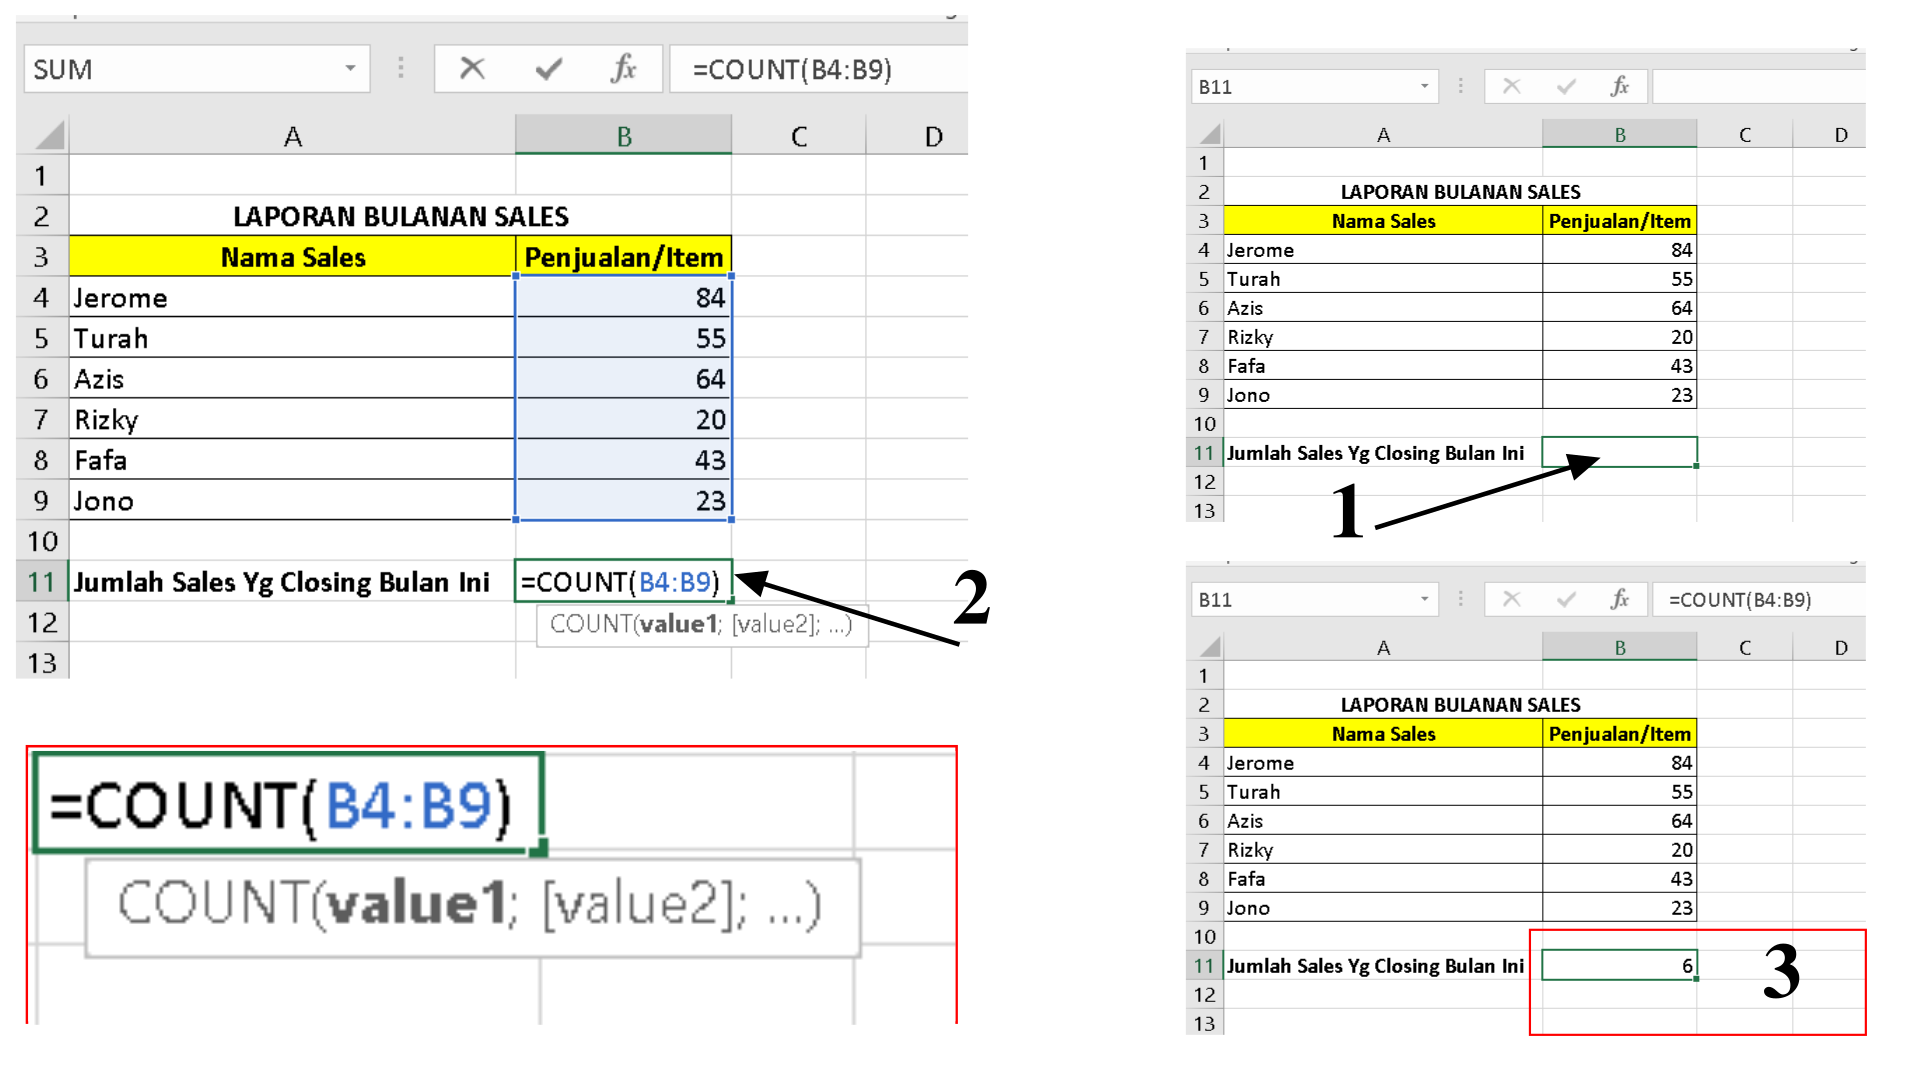 SUM fx =COUNT(B4:B9)
A B C D
1
2 LAPORAN BULANAN SALES
3 Nama Sales Penjualan/Item
4 Jerome 84
5 Turah 55
6 Azis 64
7 Rizky 20
8 Fafa 43
9 Jono 23
10
11 Jumlah Sales Yg Closing Bulan Ini =COUNT(B4:B9)
2
12 COUNT(value1; [value2]; ...)
13
=COUNT(B4:B9)
COUNT(value1; [value2]; ...)
B11 fx
A B C D
1
2 LAPORAN BULANAN SALES
3 Nama Sales Penjualan/Item
4 Jerome 84
5 Turah 55
6 Azis 64
7 Rizky 20
8 Fafa 43
9 Jono 23
10
11 Jumlah Sales Yg Closing Bulan Ini
12
1
13
B11 fx =COUNT(B4:B9)
A B C D
1
2 LAPORAN BULANAN SALES
3 Nama Sales Penjualan/Item
4 Jerome 84
5 Turah 55
6 Azis 64
7 Rizky 20
8 Fafa 43
9 Jono 23
10
11 Jumlah Sales Yg Closing Bulan Ini 6
3
12
13